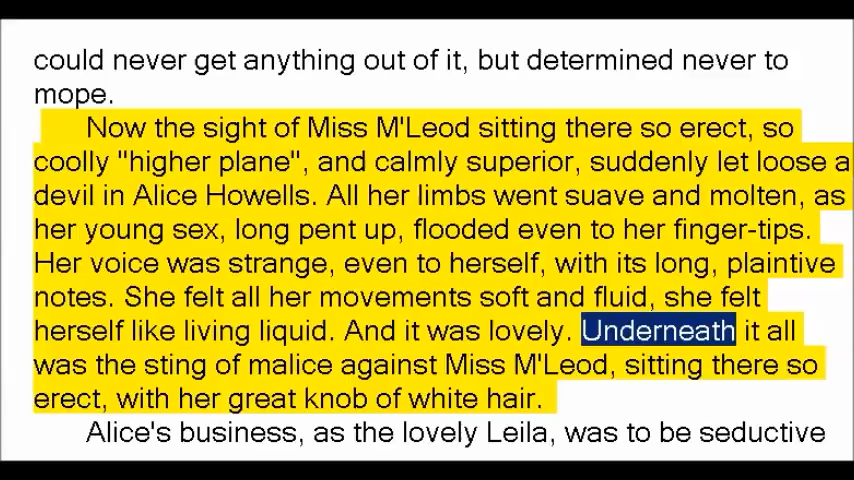 could never get anything out of it, but determined never to
mope.
Now the sight of Miss M'Leod sitting there so erect, so
coolly "higher plane", and calmly superior, suddenly let loose a
devil in Alice Howells. All her limbs went suave and molten, as
her young sex, long pent up, flooded even to her finger-tips.
Her voice was strange, even to herself, with its long, plaintive
notes. She felt all her movements soft and fluid, she felt
herself like living liquid. And it was lovely. Underneath it all
was the sting of malice against Miss M'Leod, sitting there so
erect, with her great knob of white hair.
Alice's business, as the lovely Leila, was to be seductive